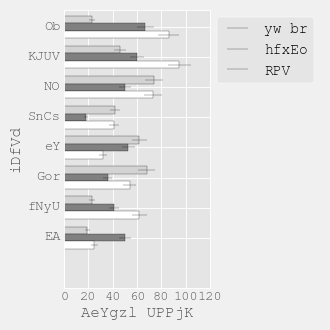 yw br
hfxEo
RPV
Ob
KJUV
NO
SnCs
eY
Gor
fNyU
EA
iDfVd
0 20 40 60 80 100 120
AeYgzl UPPjK